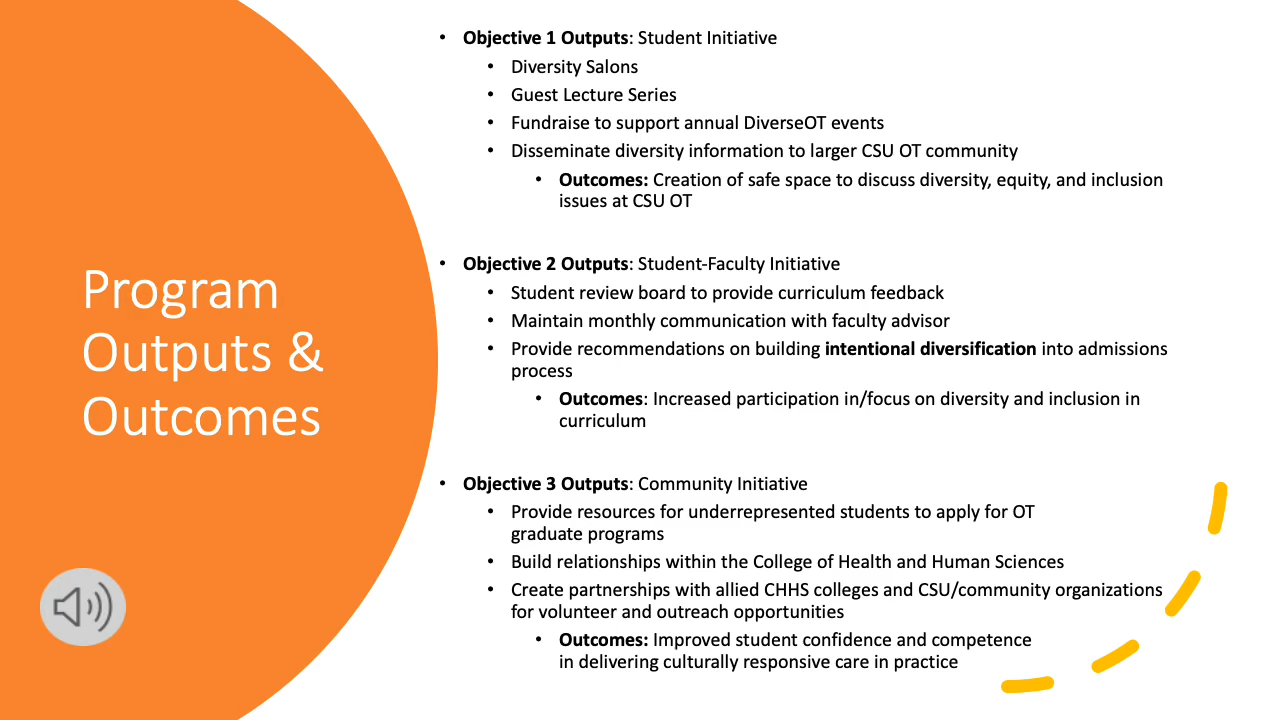 Program
Outputs &
Outcomes
• Objective 1 Outputs: Student Initiative
• Diversity Salons
• Guest Lecture Series
• Fundraise to support annual DiverseOT events
• Disseminate diversity information to larger CSU OT community
• Outcomes: Creation of safe space to discuss diversity, equity, and inclusion
issues at CSU OT
• Objective 2 Outputs: Student-Faculty Initiative
• Student review board to provide curriculum feedback
• Maintain monthly communication with faculty advisor
• Provide recommendations on building intentional diversification into admissions
process
• Outcomes: Increased participation in/focus on diversity and inclusion in
curriculum
• Objective 3 Outputs: Community Initiative
• Provide resources for underrepresented students to apply for OT
graduate programs
• Build relationships within the College of Health and Human Sciences
• Create partnerships with allied CHHS colleges and CSU/community organizations
for volunteer and outreach opportunities
• Outcomes: Improved student confidence and competence
in delivering culturally responsive care in practice